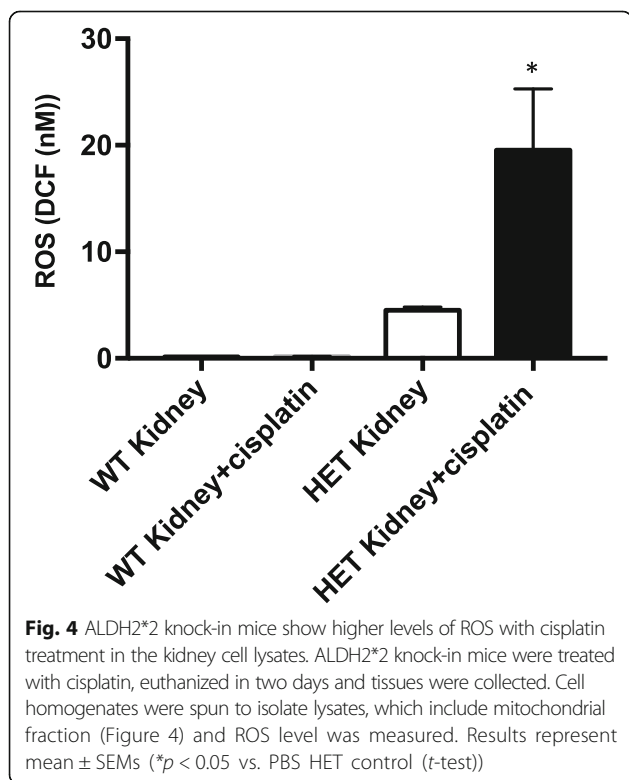 30
20
10
0
ROS (DCF (nM))
*
WT Kidney
WT Kidney+cisplatin
HET Kidney
HET Kidney+cisplatin
Fig. 4 ALDH2*2 knock-in mice show higher levels of ROS with cisplatin
treatment in the kidney cell lysates. ALDH2*2 knock-in mice were treated
with cisplatin, euthanized in two days and tissues were collected. Cell
homogenates were spun to isolate lysates, which include mitochondrial
fraction (Figure 4) and ROS level was measured. Results represent
mean ± SEMs (*p < 0.05 vs. PBS HET control (t-test))